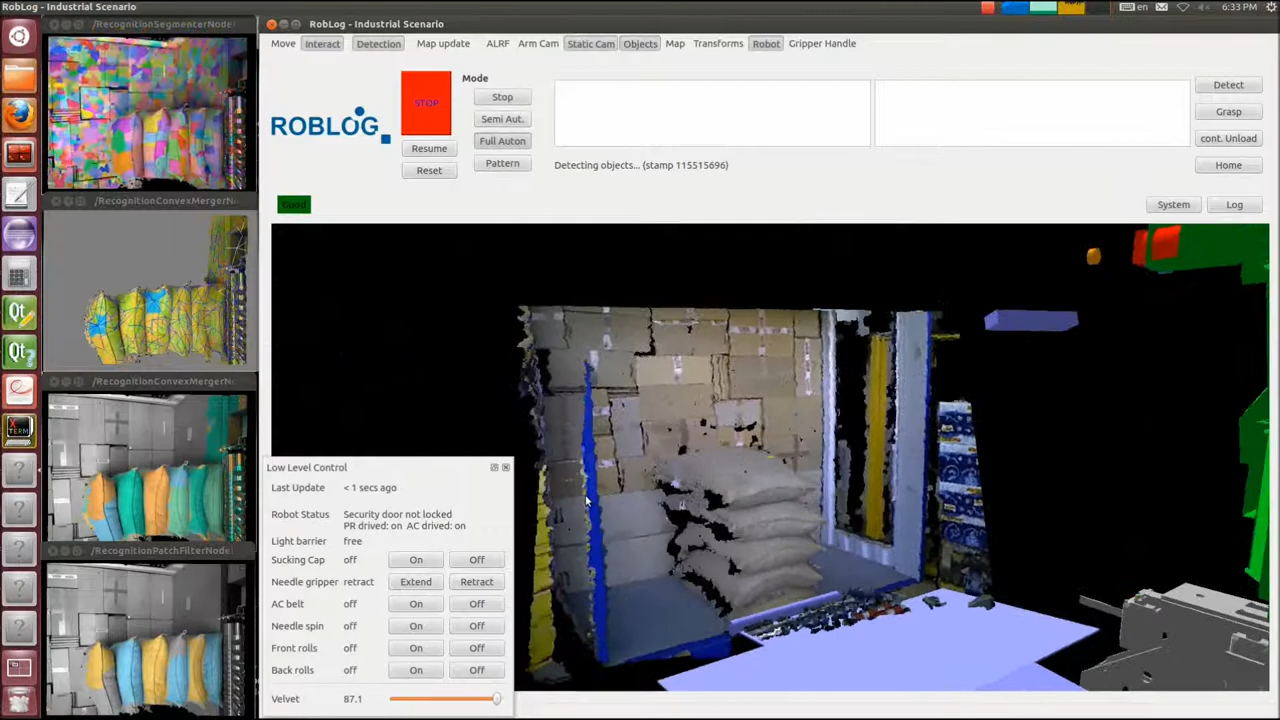 RobLog - Industrial Scenario
en
6:33 PM
/RecognitionSegmenterNode
RobLog - Industrial Scenario
Move
Interact
Detection
Map update
ALRF
Arm Cam
Static Cam
Objects
Map
Transforms
Robot
Gripper Handle
ROBLOG
STOP
Resume
Reset
Mode
Stop
Semi Aut.
Full Auton
Pattern
Detecting objects... (stamp 115515696)
Detect
Grasp
cont. Unload
Home
Good
System
Log
/RecognitionConvexMergerN
/RecognitionConvexMergerN
/RecognitionPatchFilterNode
Qt
Qt
X
TERM
Low Level Control
Last Update < 1 secs ago
Robot Status Security door not locked
PR drived: on AC drived: on
Light barrier free
Sucking Cap off On Off
Needle gripper retract Extend Retract
AC belt off On Off
Needle spin off On Off
Front rolls off On Off
Back rolls off On Off
Velvet 87.1